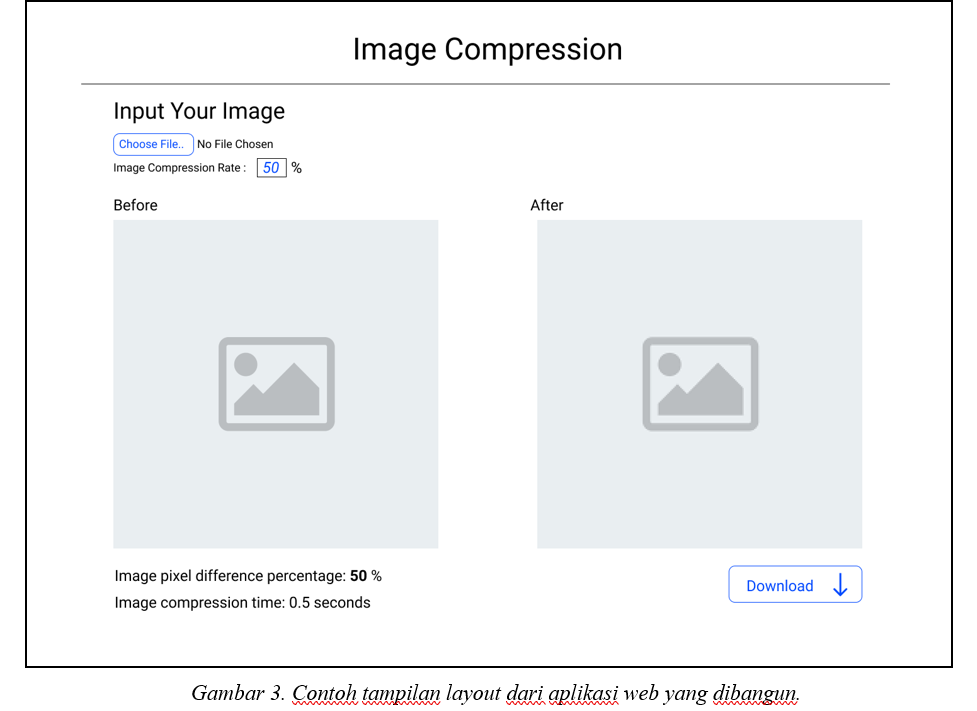 Image Compression
Input Your Image
Choose File.. No File Chosen
Image Compression Rate : 50 %
Before
After
Image pixel difference percentage: 50 %
Image compression time: 0.5 seconds
Download
Gambar 3. Contoh tampilan layout dari aplikasi web yang dibangun.